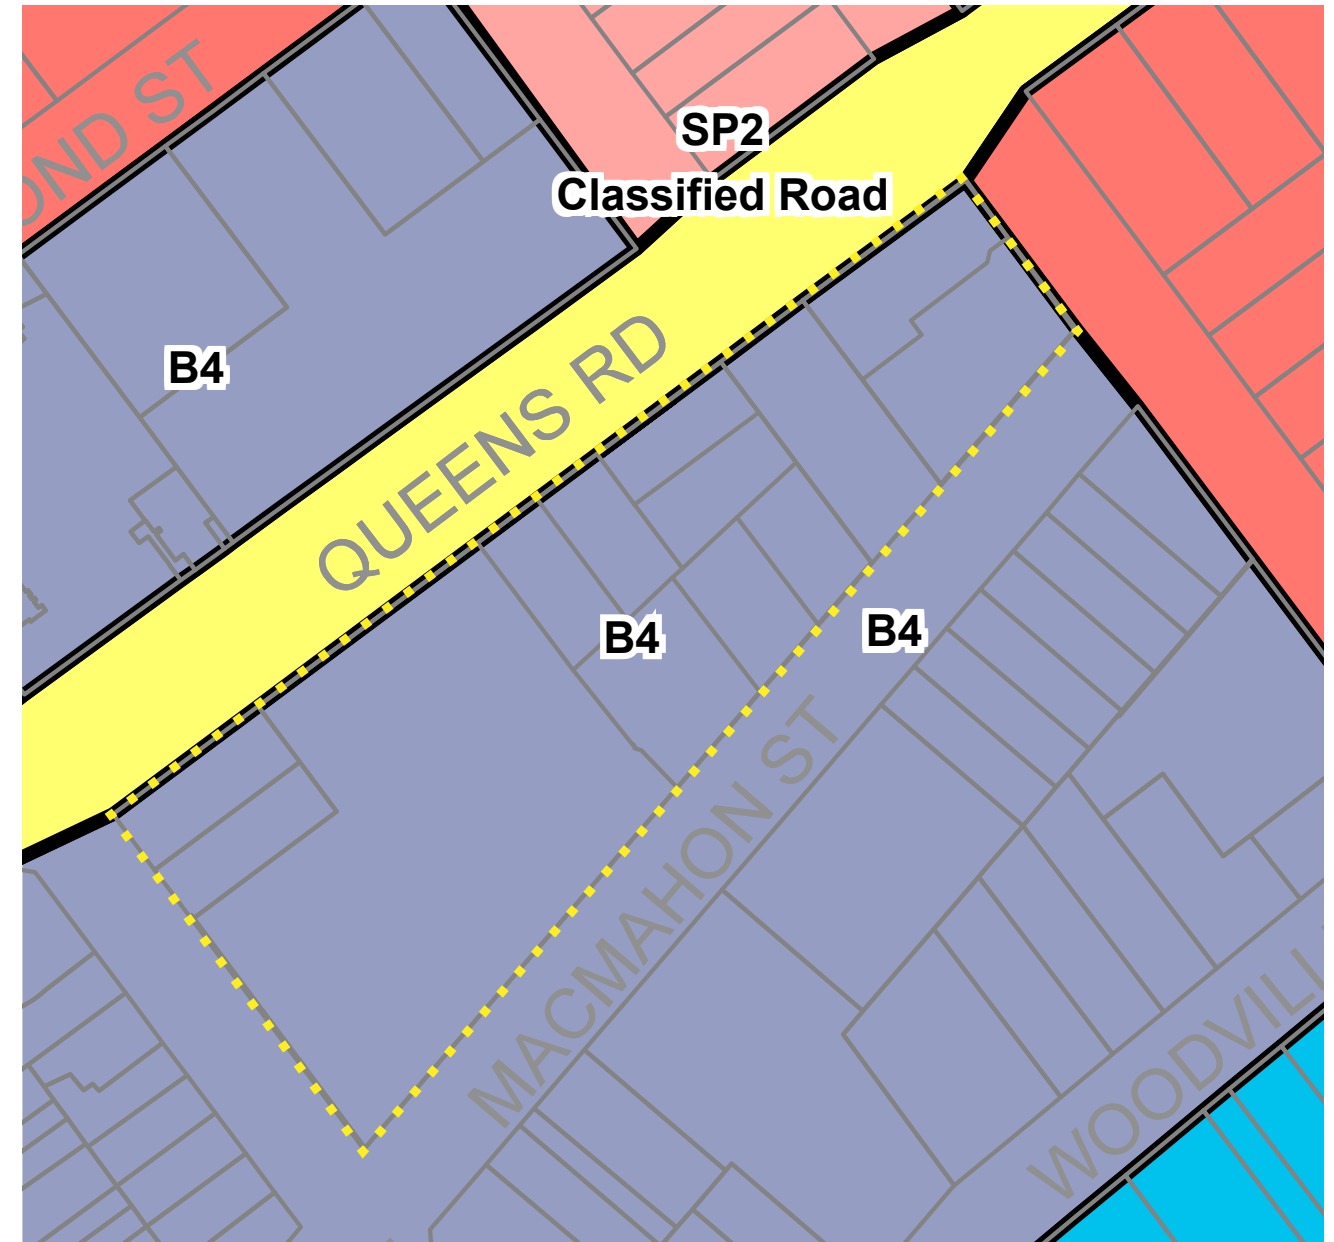 OND ST
SP2
Classified Road
B4
QUEENS RD
B4
B4
MACMAHON ST
WOODVILL